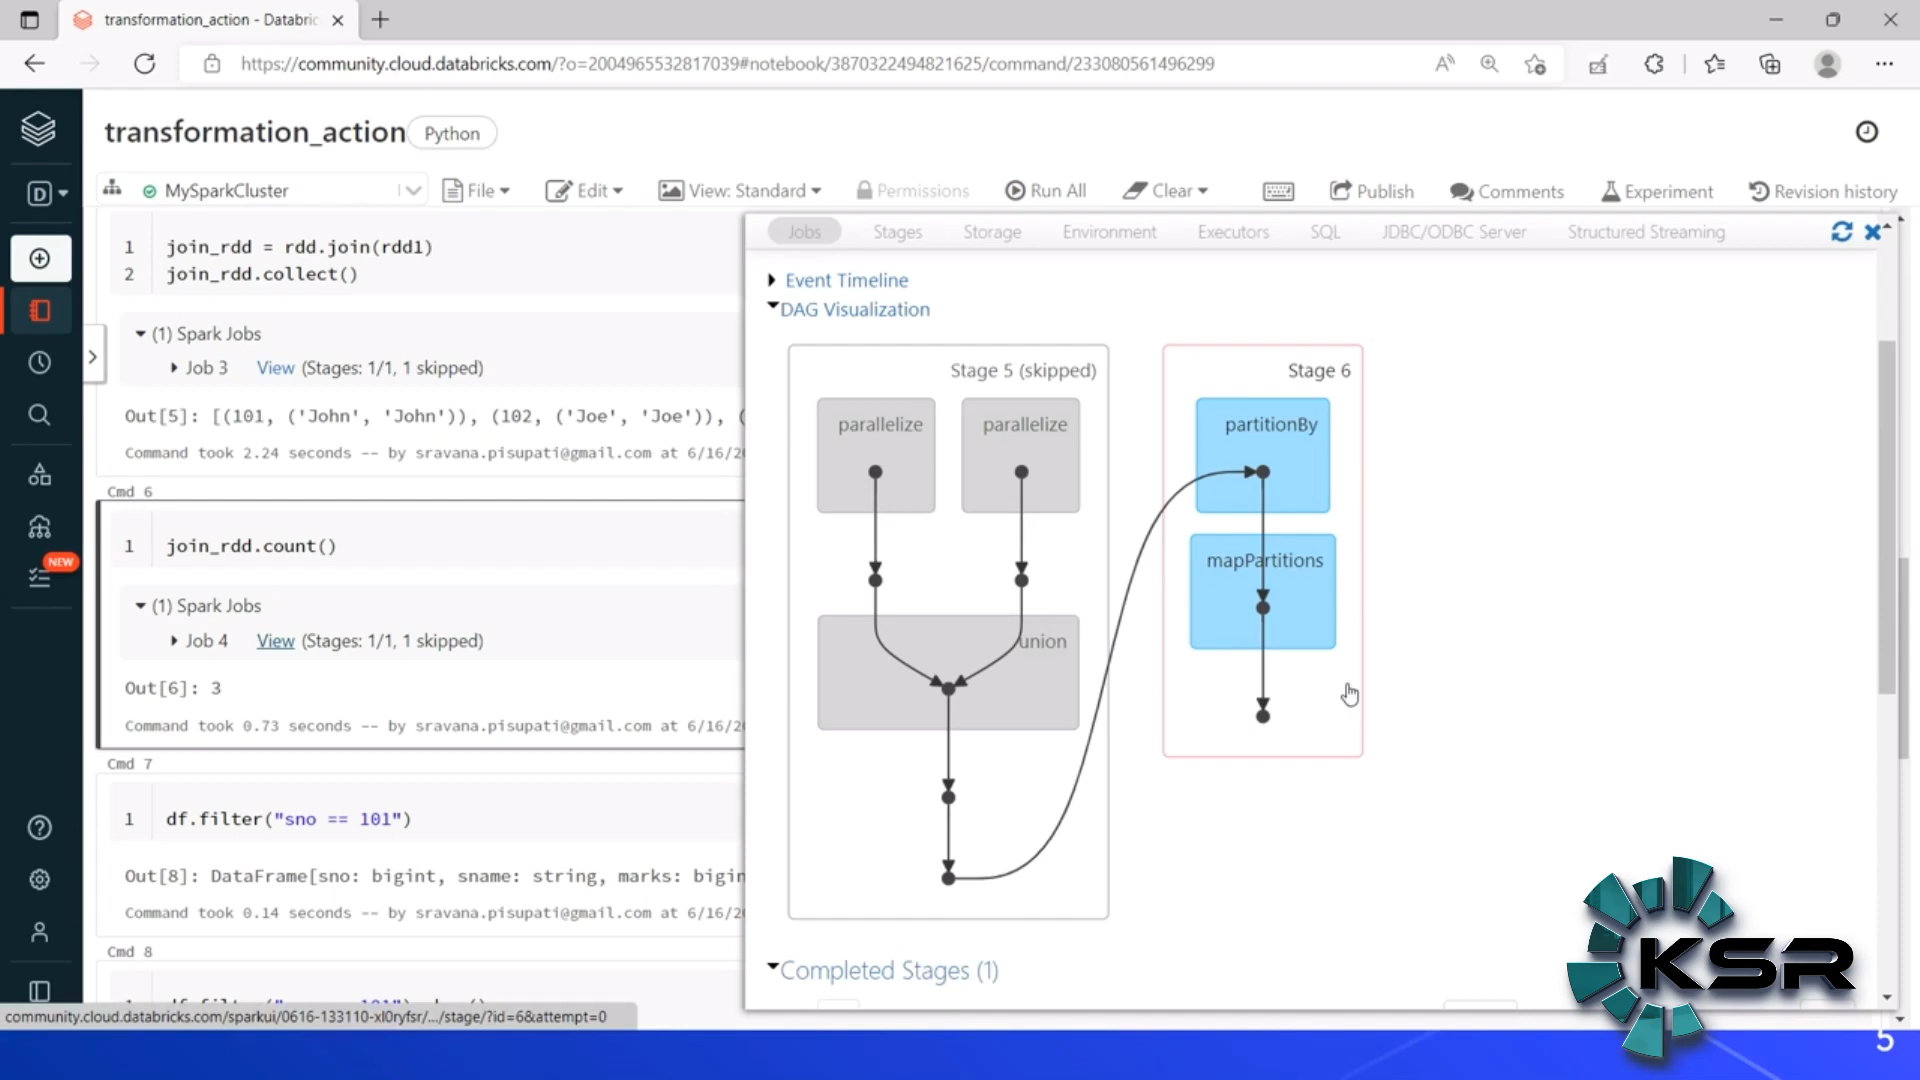 transformation_action - Databric
https://community.cloud.databricks.com/?o=2004965532817039#notebook/3870322494821625/command/233080561496299
transformation_action Python
D
MySparkCluster File Edit View: Standard Permissions Run All Clear Publish Comments Experiment Revision history
1 join_rdd = rdd.join(rdd1)
2 join_rdd.collect()
(1) Spark Jobs
Job 3 View (Stages: 1/1, 1 skipped)
Out[5]: [(101, ('John', 'John')), (102, ('Joe', 'Joe')), (
Command took 2.24 seconds -- by sravana.pisupati@gmail.com at 6/16/20
Cmd 6
1 join_rdd.count()
NEW
(1) Spark Jobs
Job 4 View (Stages: 1/1, 1 skipped)
Out[6]: 3
Command took 0.73 seconds -- by sravana.pisupati@gmail.com at 6/16/20
Cmd 7
1 df.filter("sno == 101")
Out[8]: DataFrame[sno: bigint, sname: string, marks: bigin
Command took 0.14 seconds -- by sravana.pisupati@gmail.com at 6/16/20
Cmd 8
community.cloud.databricks.com/sparkui/0616-133110-xl0ryfsr/.../stage/?id=6&attempt=0
Jobs Stages Storage Environment Executors SQL JDBC/ODBC Server Structured Streaming
Event Timeline
DAG Visualization
Stage 5 (skipped)
parallelize parallelize
union
Stage 6
partitionBy
mapPartitions
Completed Stages (1)
KSR
5